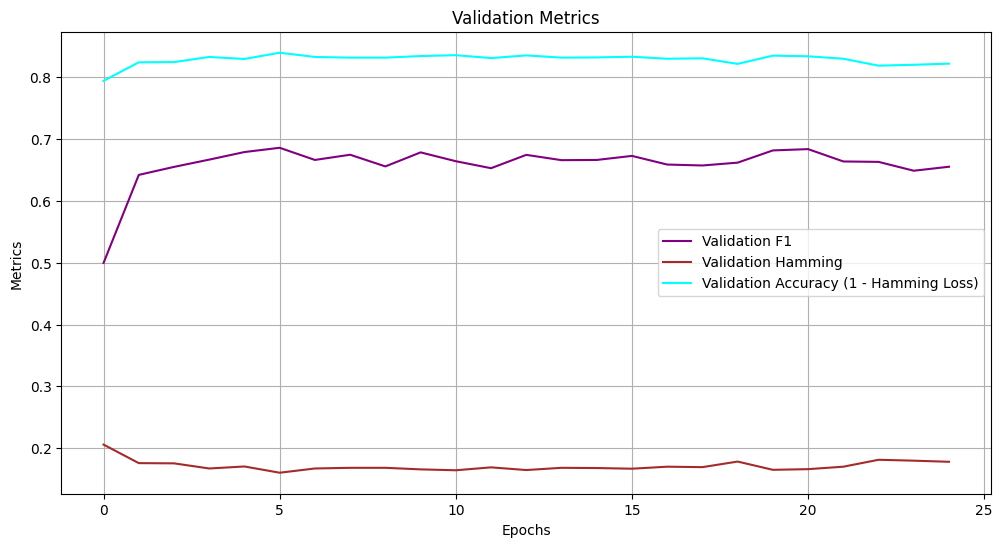 Validation Metrics
Metrics
0.8
0.7
0.6
0.5
0.4
0.3
0.2
Validation F1
Validation Hamming
Validation Accuracy (1 - Hamming Loss)
0 5 10 15 20 25
Epochs